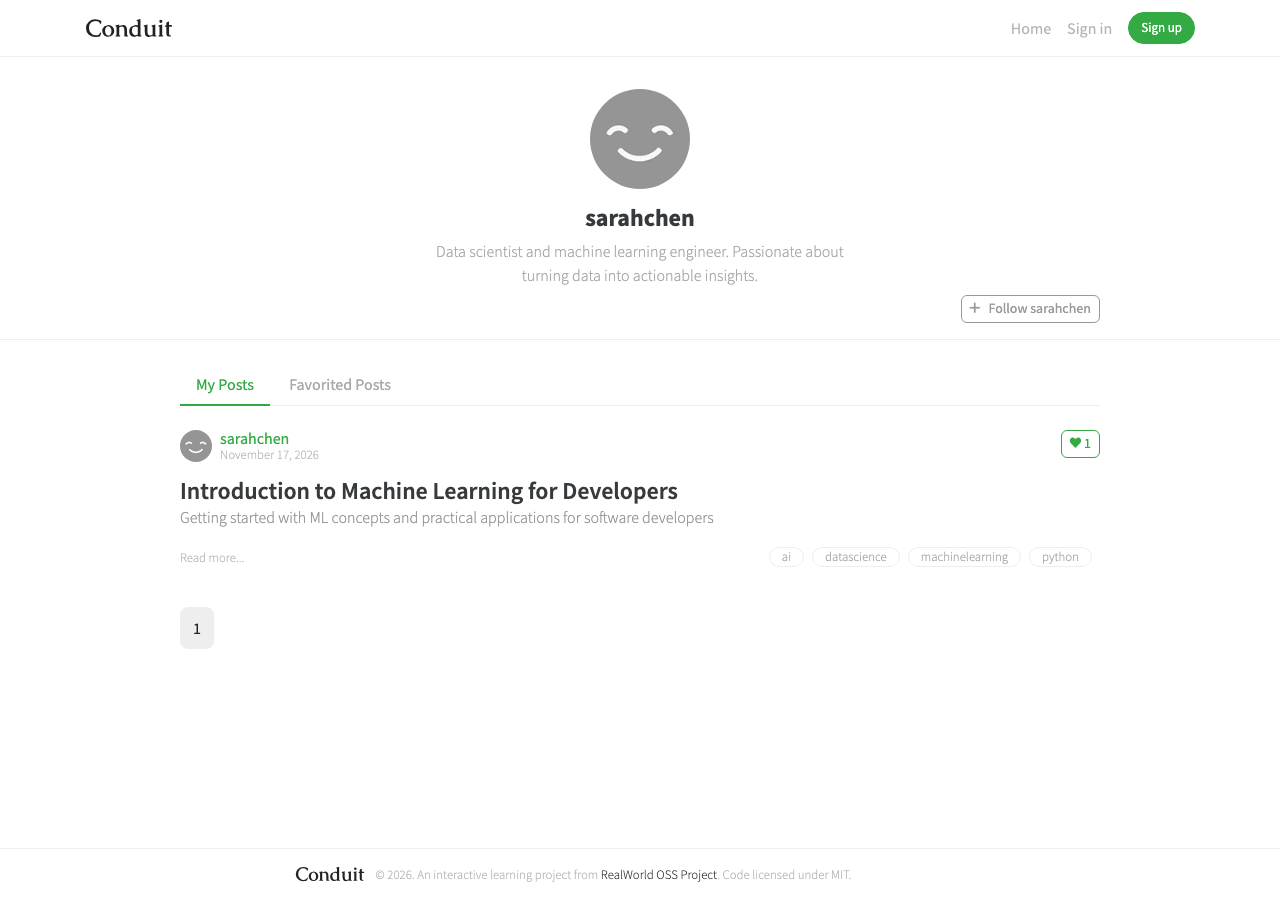 Conduit
Home
Sign in
Sign up
sarahchen
Data scientist and machine learning engineer. Passionate about
turning data into actionable insights.
Follow sarahchen
My Posts
Favorited Posts
sarahchen
November 17, 2026
1
Introduction to Machine Learning for Developers
Getting started with ML concepts and practical applications for software developers
Read more...
ai
datascience
machinelearning
python
1
Conduit
© 2026. An interactive learning project from RealWorld OSS Project. Code licensed under MIT.